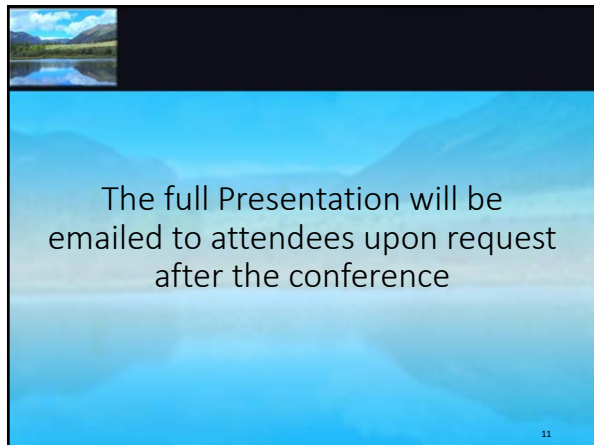 The full Presentation will be
emailed to attendees upon request
after the conference
11